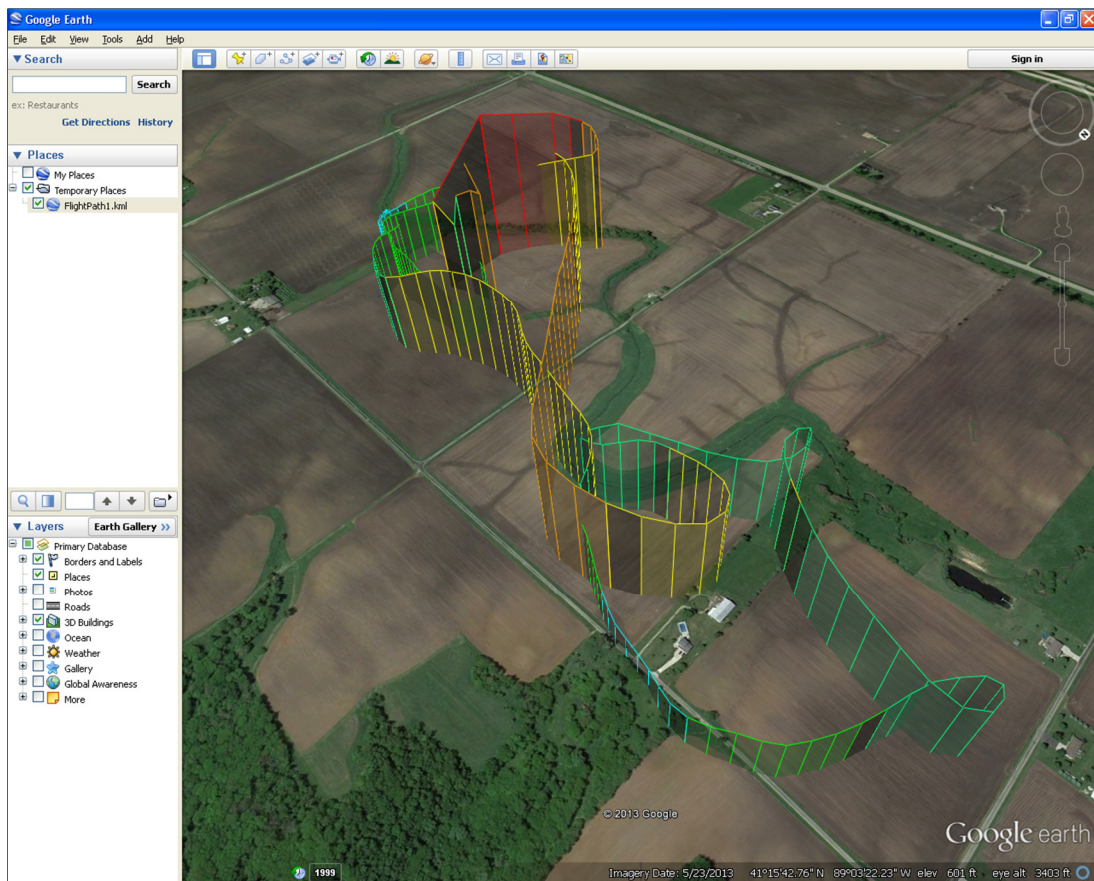 Google Earth
File Edit View Tools Add Help
Search
Search
ex: Restaurants
Get Directions History
Places
My Places
Temporary Places
FlightPath1.kml
Layers
Earth Gallery >>
Primary Database
Borders and Labels
Places
Photos
Roads
3D Buildings
Ocean
Weather
Gallery
Global Awareness
More
Sign in
© 2013 Google
Google earth
1999
Imagery Date: 5/23/2013 41°15'42.76" N 89°03'22.23" W elev 601 ft eye alt 3403 ft